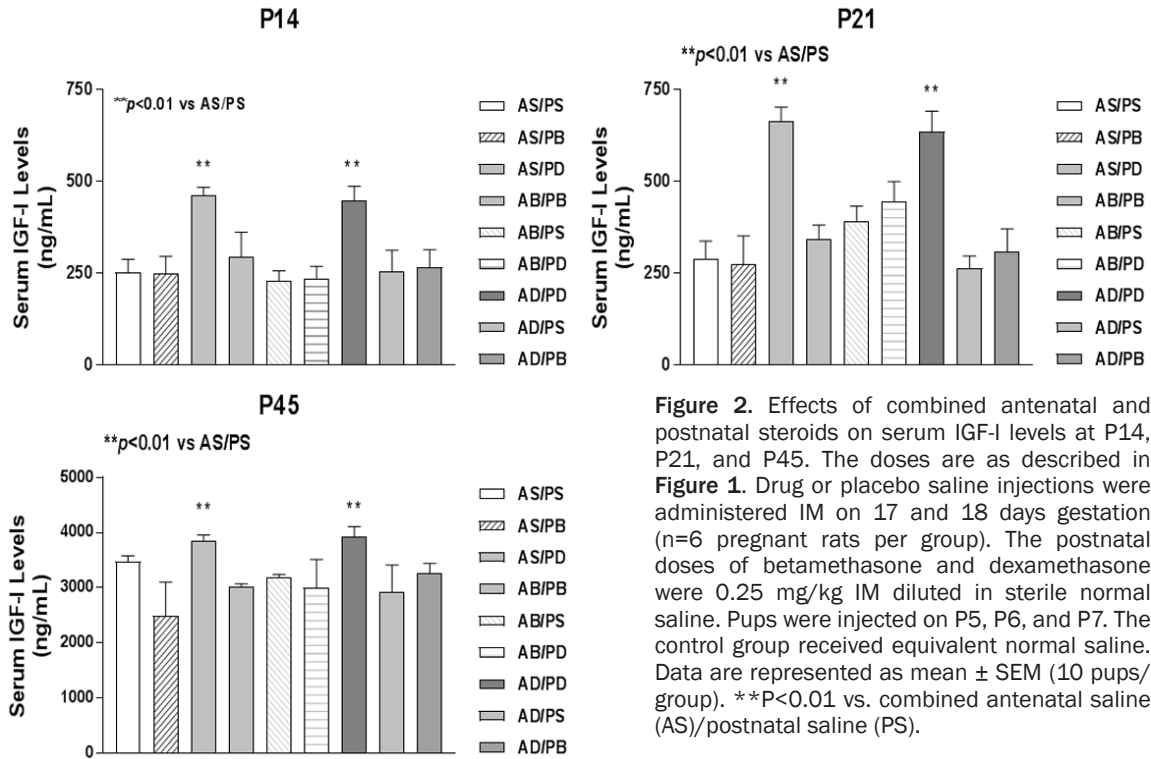 P14
**p<0.01 vs AS/PS
Serum IGF-I Levels
(ng/mL)
750
500
250
0
**
**
AS/PS
AS/PB
AS/PD
AB/PB
AB/PS
AB/PD
AD/PD
AD/PS
AD/PB
P21
**p<0.01 vs AS/PS
Serum IGF-I Levels
(ng/mL)
750
500
250
0
**
**
AS/PS
AS/PB
AS/PD
AB/PB
AB/PS
AB/PD
AD/PD
AD/PS
AD/PB
P45
**p<0.01 vs AS/PS
Serum IGF-I Levels
(ng/mL)
5000
4000
3000
2000
1000
0
**
**
AS/PS
AS/PB
AS/PD
AB/PB
AB/PS
AB/PD
AD/PD
AD/PS
AD/PB
Figure 2. Effects of combined antenatal and
postnatal steroids on serum IGF-I levels at P14,
P21, and P45. The doses are as described in
Figure 1. Drug or placebo saline injections were
administered IM on 17 and 18 days gestation
(n=6 pregnant rats per group). The postnatal
doses of betamethasone and dexamethasone
were 0.25 mg/kg IM diluted in sterile normal
saline. Pups were injected on P5, P6, and P7. The
control group received equivalent normal saline.
Data are represented as mean ± SEM (10 pups/
group). **P<0.01 vs. combined antenatal saline
(AS)/postnatal saline (PS).